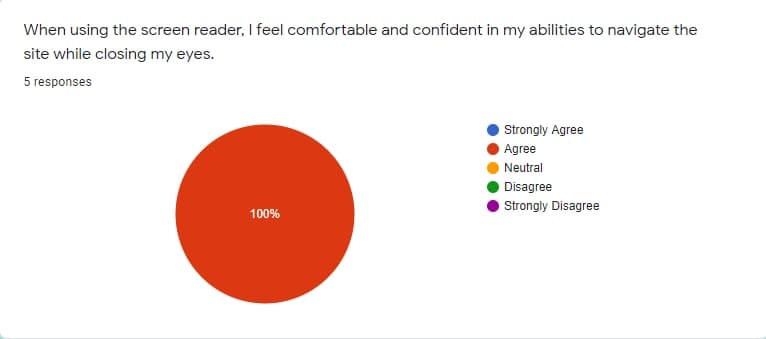 When using the screen reader, I feel comfortable and confident in my abilities to navigate the
site while closing my eyes.
5 responses
Strongly Agree
Agree
Neutral
Disagree
Strongly Disagree
100%